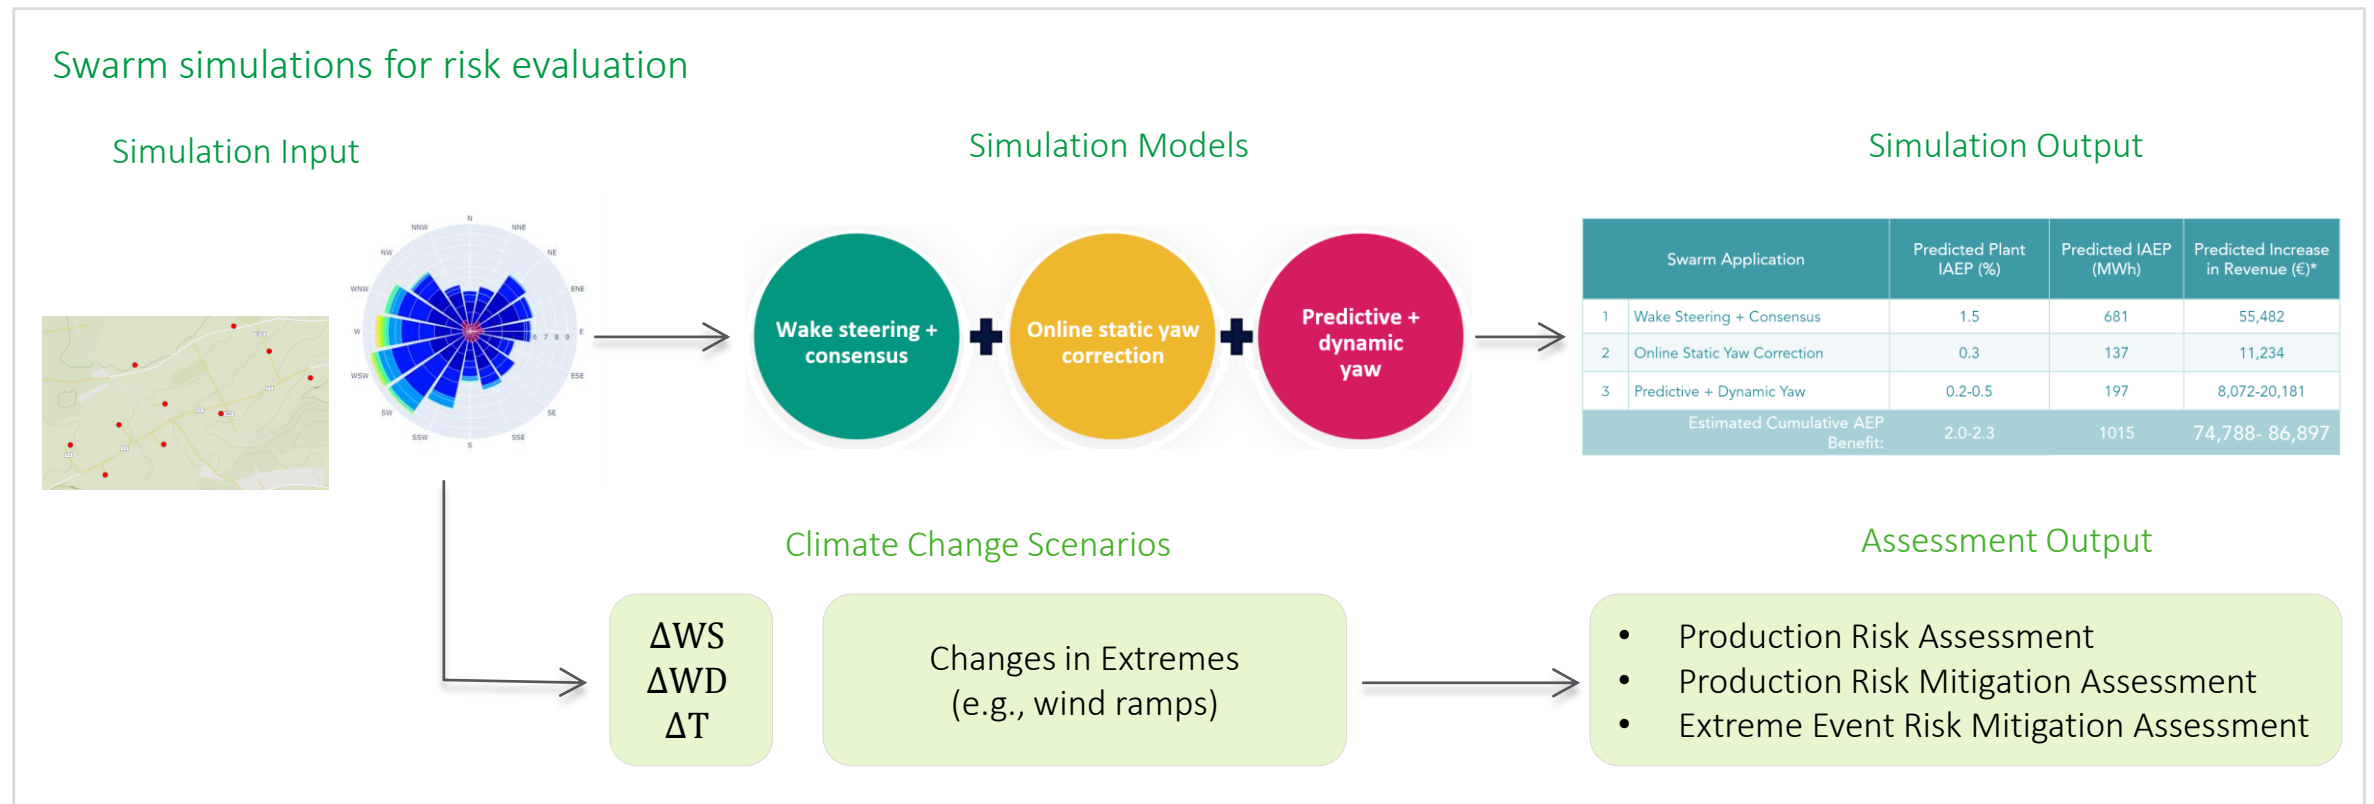 Swarm simulations for risk evaluation
Simulation Input
Simulation Models
Simulation Output
N
NNE
NE
ENE
E
ESE
SE
SSE
S
SSW
SW
WSW
W
WNW
NW
NNW
6 7 8 9
Wake steering +
consensus
Online static yaw
correction
Predictive +
dynamic
yaw
Swarm Application
Predicted Plant
IAEP (%)
Predicted IAEP
(MWh)
Predicted Increase
in Revenue (€)*
1 Wake Steering + Consensus 1.5 681 55,482
2 Online Static Yaw Correction 0.3 137 11,234
3 Predictive + Dynamic Yaw 0.2-0.5 197 8,072-20,181
Estimated Cumulative AEP
Benefit: 2.0-2.3 1015 74,788- 86,897
Climate Change Scenarios
Assessment Output
ΔWS
ΔWD
ΔT
Changes in Extremes
(e.g., wind ramps)
• Production Risk Assessment
• Production Risk Mitigation Assessment
• Extreme Event Risk Mitigation Assessment